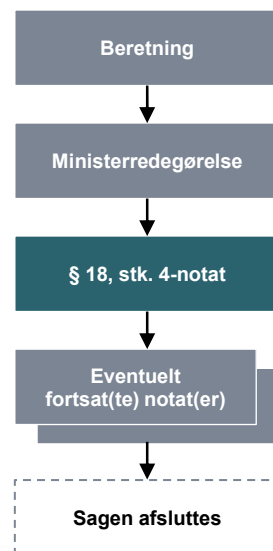 Beretning
Ministerredegørelse
§ 18, stk. 4-notat
Eventuelt
fortsat(te) notat(er)
Sagen afsluttes